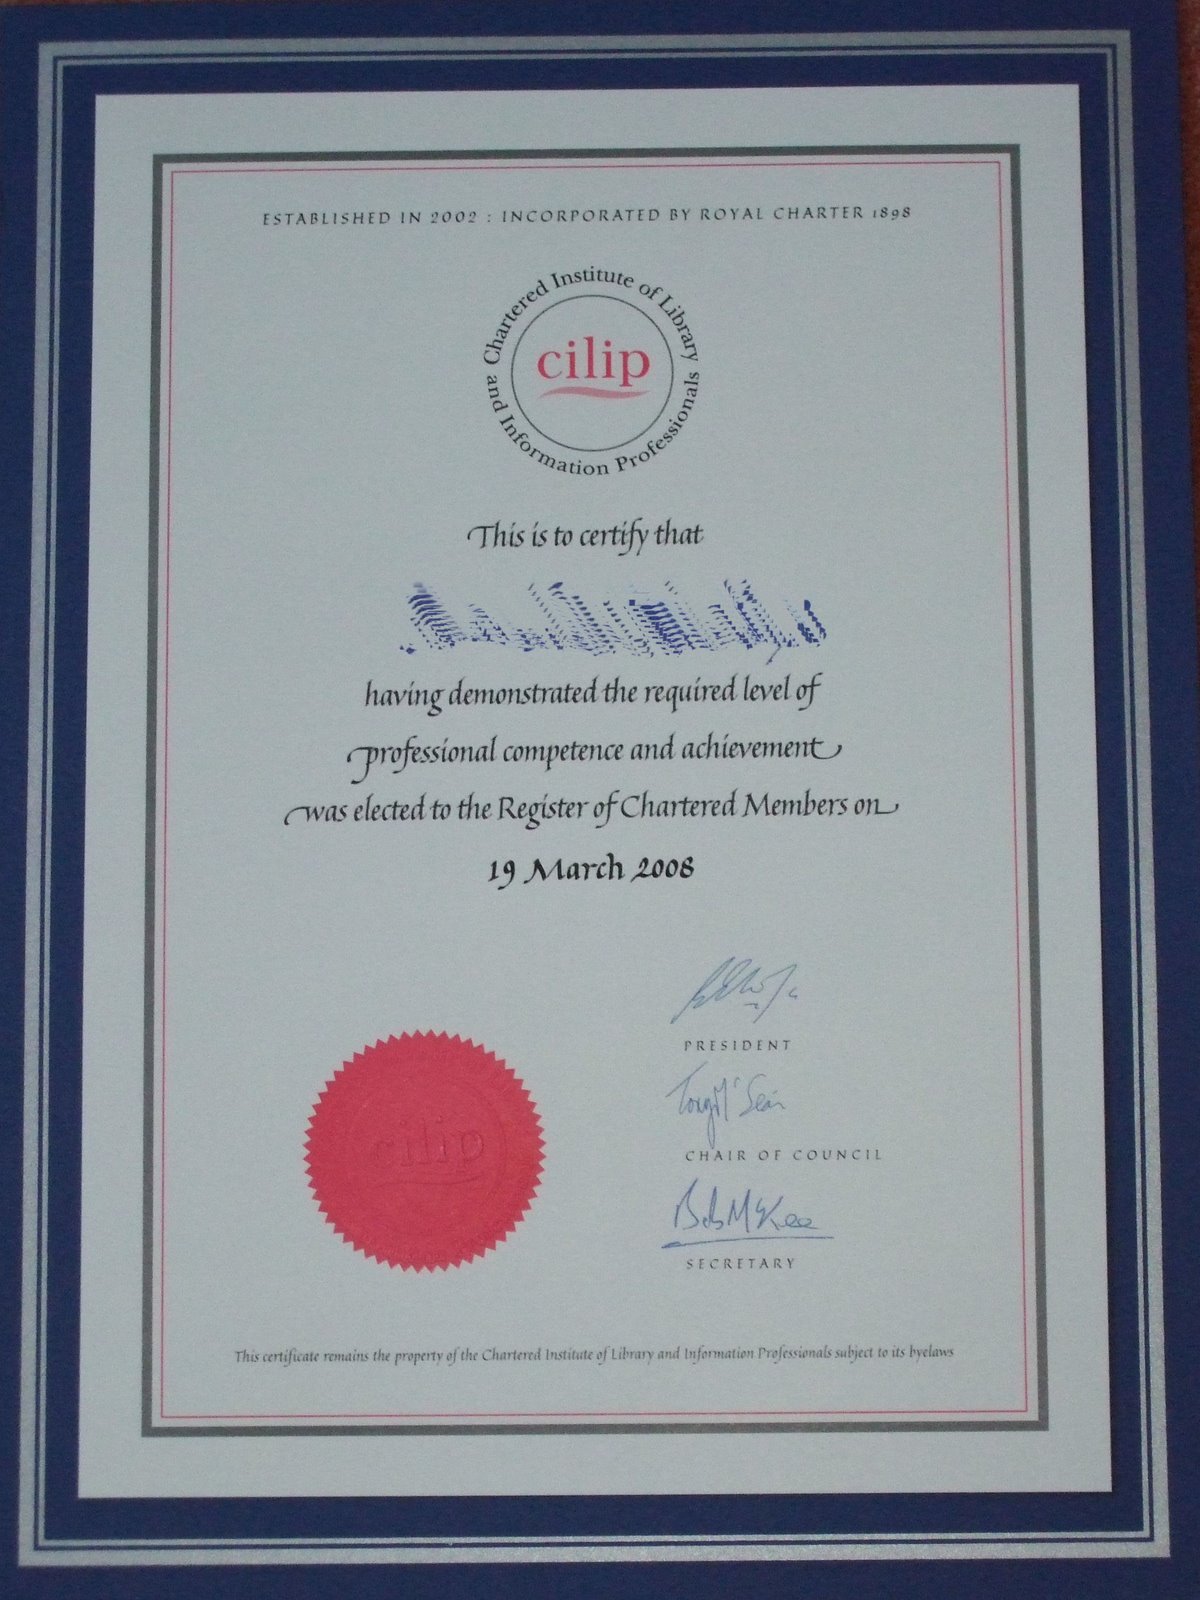 ESTABLISHED IN 2002 : INCORPORATED BY ROYAL CHARTER 1898
Chartered Institute of Library
and Information Professionals
cilip
This is to certify that
having demonstrated the required level of
professional competence and achievement
was elected to the Register of Chartered Members on
19 March 2008
PRESIDENT
CHAIR OF COUNCIL
Bob McKee
SECRETARY
cilip
This certificate remains the property of the Chartered Institute of Library and Information Professionals subject to its byelaws